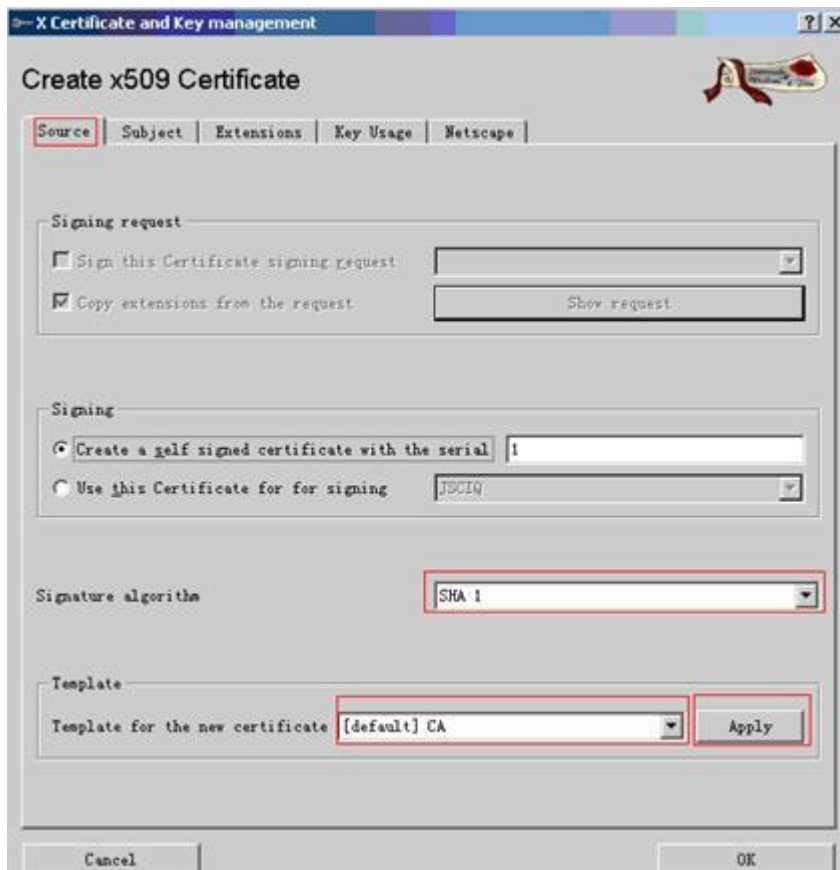 X Certificate and Key management
Create x509 Certificate
Source Subject Extensions Key Usage Netscape
Signing request
Sign this Certificate signing request
Copy extensions from the request Show request
Signing
Create a self signed certificate with the serial 1
Use this Certificate for for signing JSCIQ
Signature algorithm SHA 1
Template
Template for the new certificate [default] CA Apply
Cancel OK